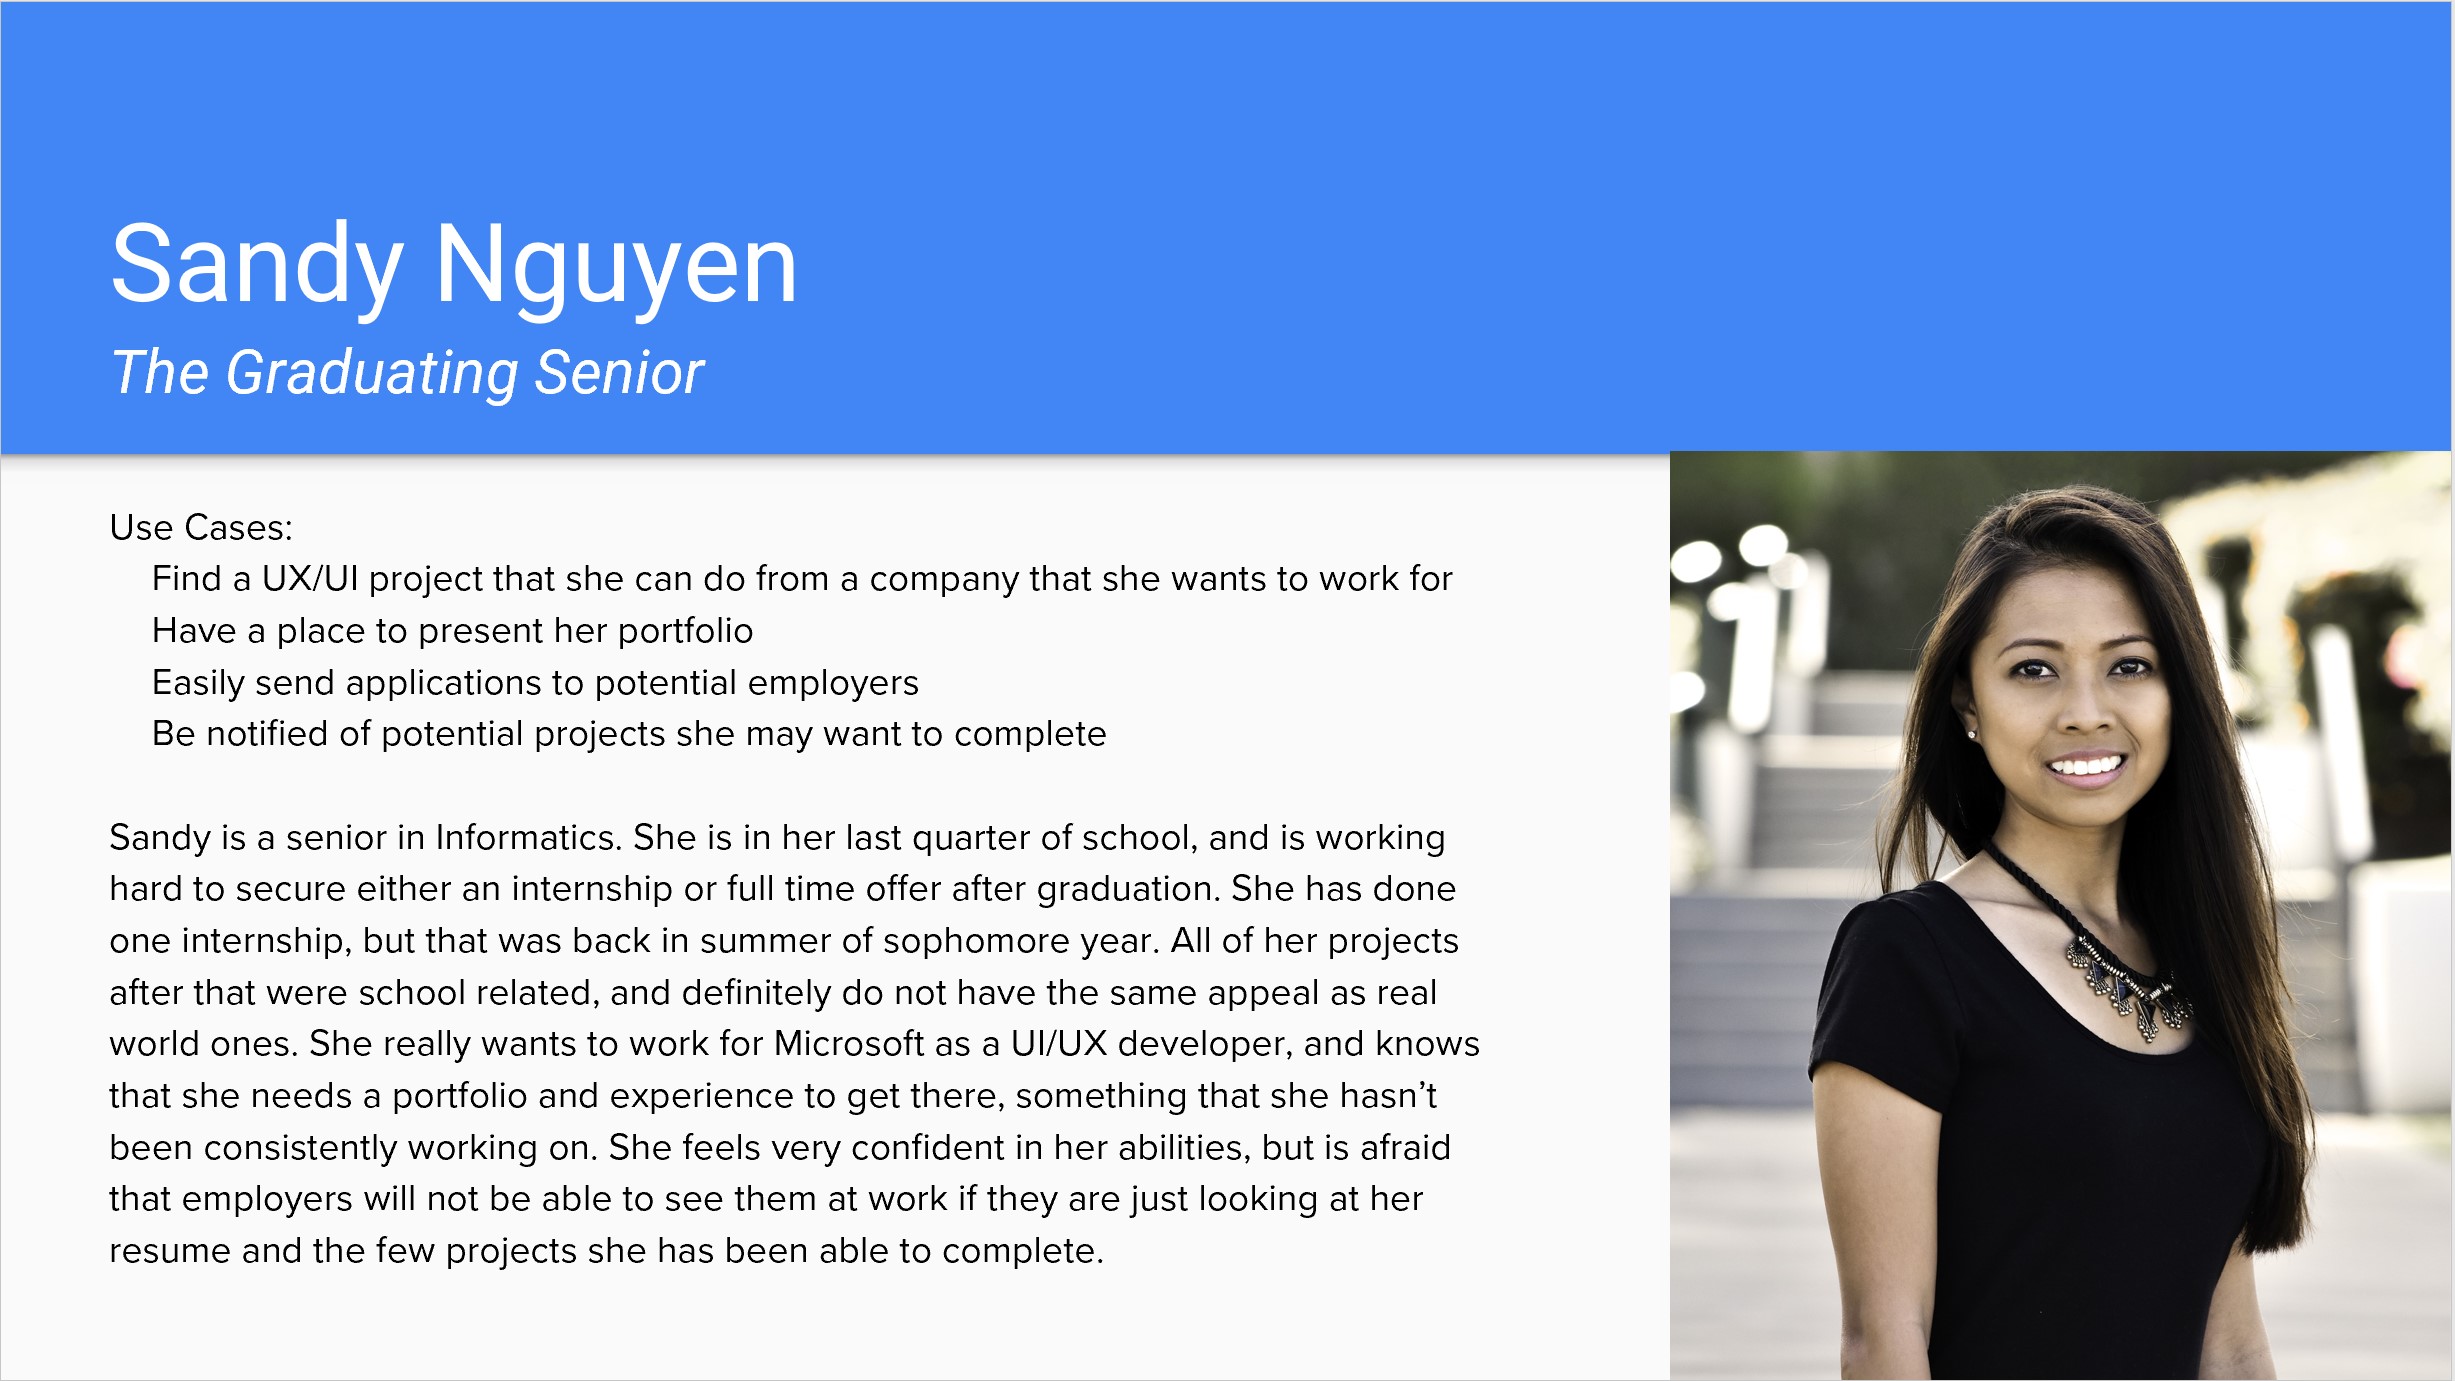 Sandy Nguyen
The Graduating Senior
Use Cases:
Find a UX/UI project that she can do from a company that she wants to work for
Have a place to present her portfolio
Easily send applications to potential employers
Be notified of potential projects she may want to complete
Sandy is a senior in Informatics. She is in her last quarter of school, and is working
hard to secure either an internship or full time offer after graduation. She has done
one internship, but that was back in summer of sophomore year. All of her projects
after that were school related, and definitely do not have the same appeal as real
world ones. She really wants to work for Microsoft as a UI/UX developer, and knows
that she needs a portfolio and experience to get there, something that she hasn’t
been consistently working on. She feels very confident in her abilities, but is afraid
that employers will not be able to see them at work if they are just looking at her
resume and the few projects she has been able to complete.